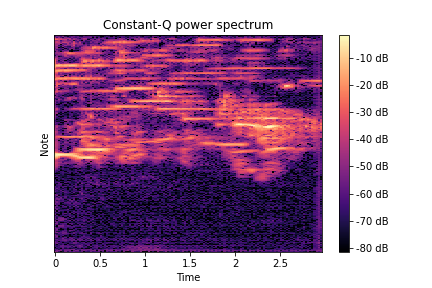 Constant-Q power spectrum
Note
0
0.5
1
1.5
2
2.5
Time
-10 dB
-20 dB
-30 dB
-40 dB
-50 dB
-60 dB
-70 dB
-80 dB